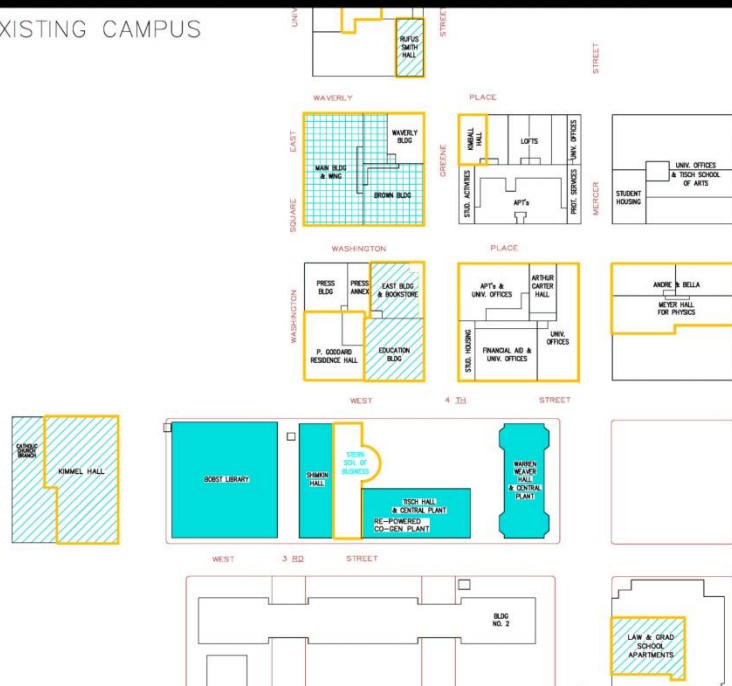 XISTING CAMPUS
UNIV
STREET
RUFUS
SMITH
HALL
STREET
WAVERLY
PLACE
EAST
SQUARE
MAIN BLDG
& WING
WAVERLY
BLDG
BROWN BLDG
GREENE
KIMBALL
HALL
LOFTS
UNIV. OFFICES
STUD. ACTIVITIES
APT's
PROT. SERVICES
MERCER
STUDENT
HOUSING
UNIV. OFFICES
& TISCH SCHOOL
OF ARTS
WASHINGTON
PLACE
WASHINGTON
PRESS
BLDG
PRESS
ANNEX
EAST BLDG
& BOOKSTORE
P. GODDARD
RESIDENCE HALL
EDUCATION
BLDG
APT's &
UNIV. OFFICES
ARTHUR
CARTER
HALL
STUD. HOUSING
FINANCIAL AID &
UNIV. OFFICES
UNIV.
OFFICES
ANDRE & BELLA
MEYER HALL
FOR PHYSICS
WEST
4 TH
STREET
CATHOLIC
CHURCH
BRANCH
KIMMEL HALL
BOBST LIBRARY
SHIMKIN
HALL
STERN
SCH. OF
BUSINESS
TISCH HALL
& CENTRAL PLANT
RE-POWERED
CO-GEN PLANT
WARREN
WEAVER
HALL
& CENTRAL
PLANT
WEST
3 RD
STREET
BLDG
NO. 2
LAW & GRAD
SCHOOL
APARTMENTS